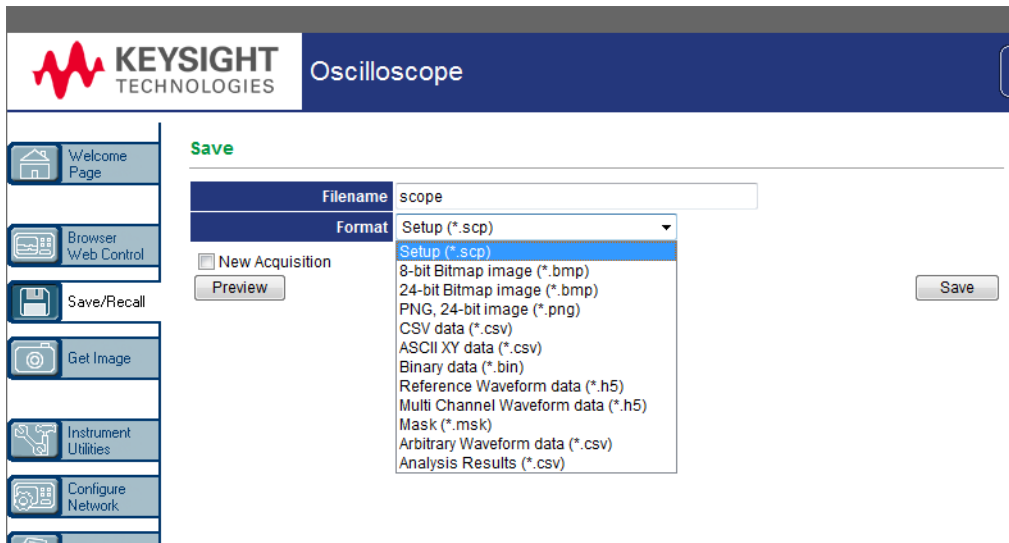 KEYSIGHT
TECHNOLOGIES
Oscilloscope
Welcome
Page
Browser
Web Control
Save/Recall
Get Image
Instrument
Utilities
Configure
Network
Save
Filename scope
Format Setup (*.scp)
Setup (*.scp)
8-bit Bitmap image (*.bmp)
24-bit Bitmap image (*.bmp)
PNG, 24-bit image (*.png)
CSV data (*.csv)
ASCII XY data (*.csv)
Binary data (*.bin)
Reference Waveform data (*.h5)
Multi Channel Waveform data (*.h5)
Mask (*.msk)
Arbitrary Waveform data (*.csv)
Analysis Results (*.csv)
New Acquisition
Preview
Save